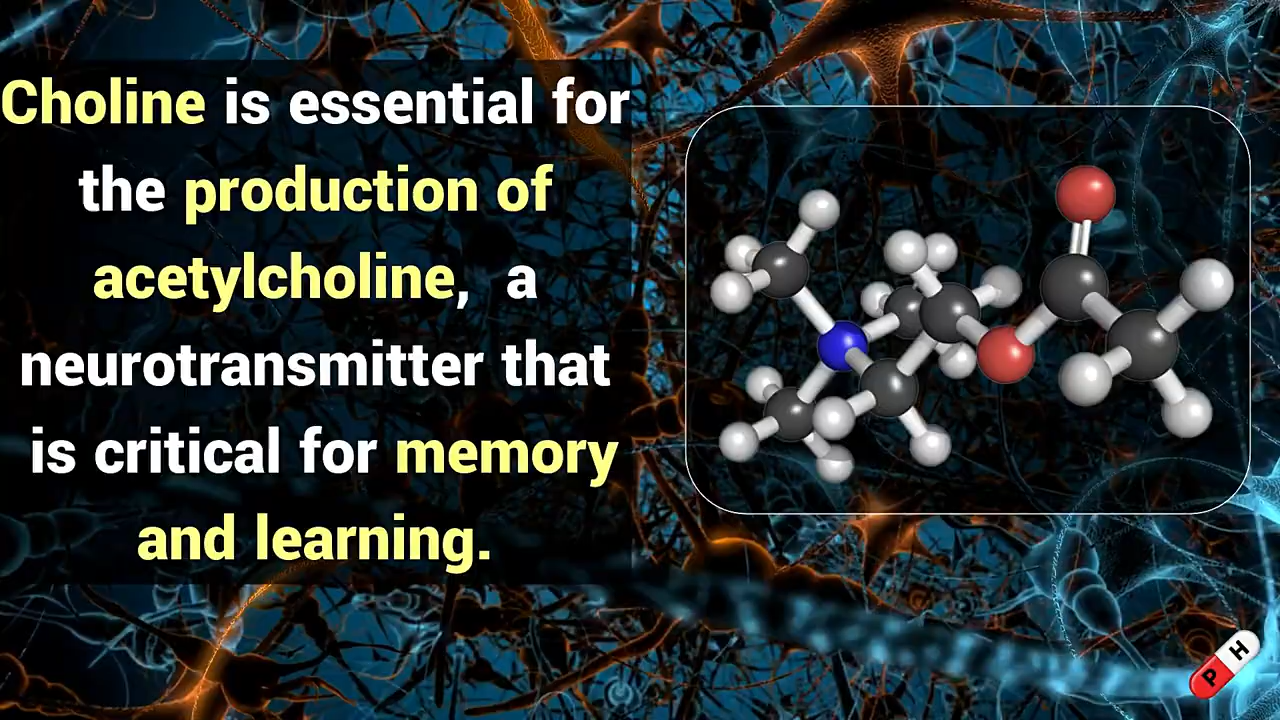 Choline is essential for
the production of
acetylcholine, a
neurotransmitter that
is critical for memory
and learning.
P H